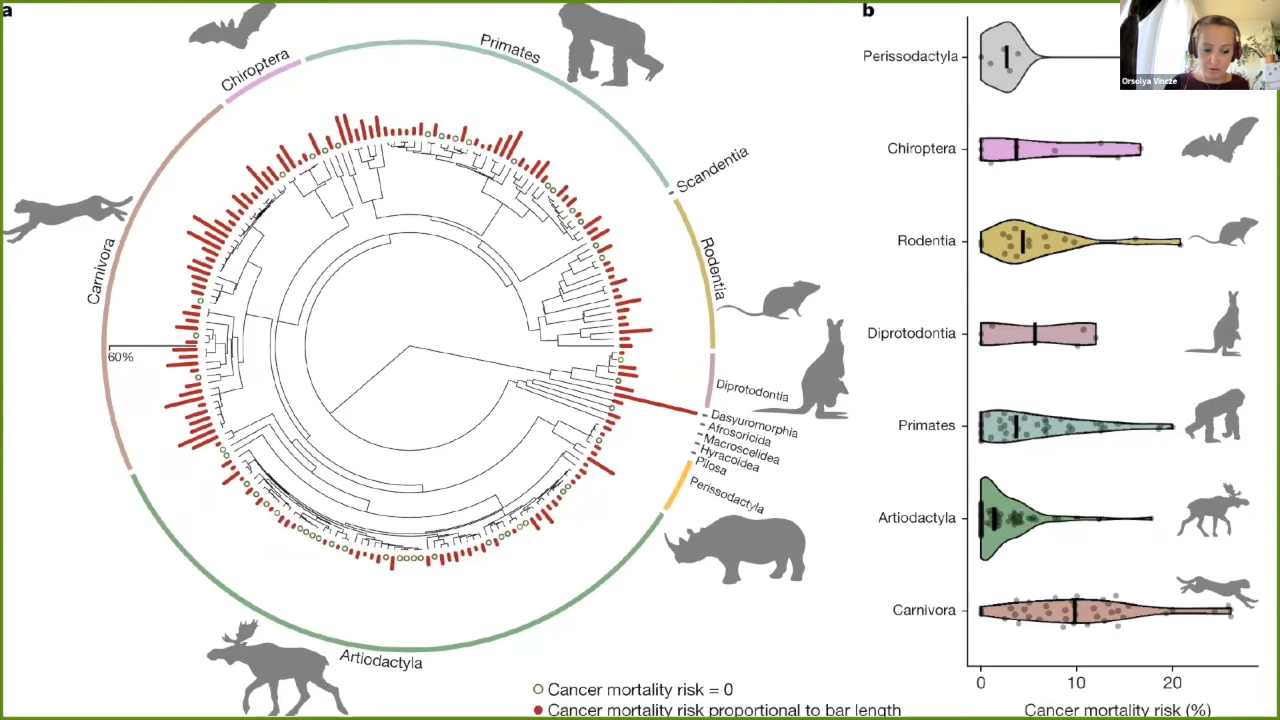 a
Chiroptera
Primates
Scandentia
Rodentia
Carnivora
60%
Diprotodontia
Dasyuromorphia
Afrosoricida
Macroscelidea
Hyracoidea
Pilosa
Perissodactyla
Artiodactyla
Cancer mortality risk = 0
Cancer mortality risk proportional to bar length
b
Orsolya Vincze
Perissodactyla
Chiroptera
Rodentia
Diprotodontia
Primates
Artiodactyla
Carnivora
0 10 20
Cancer mortality risk (%)